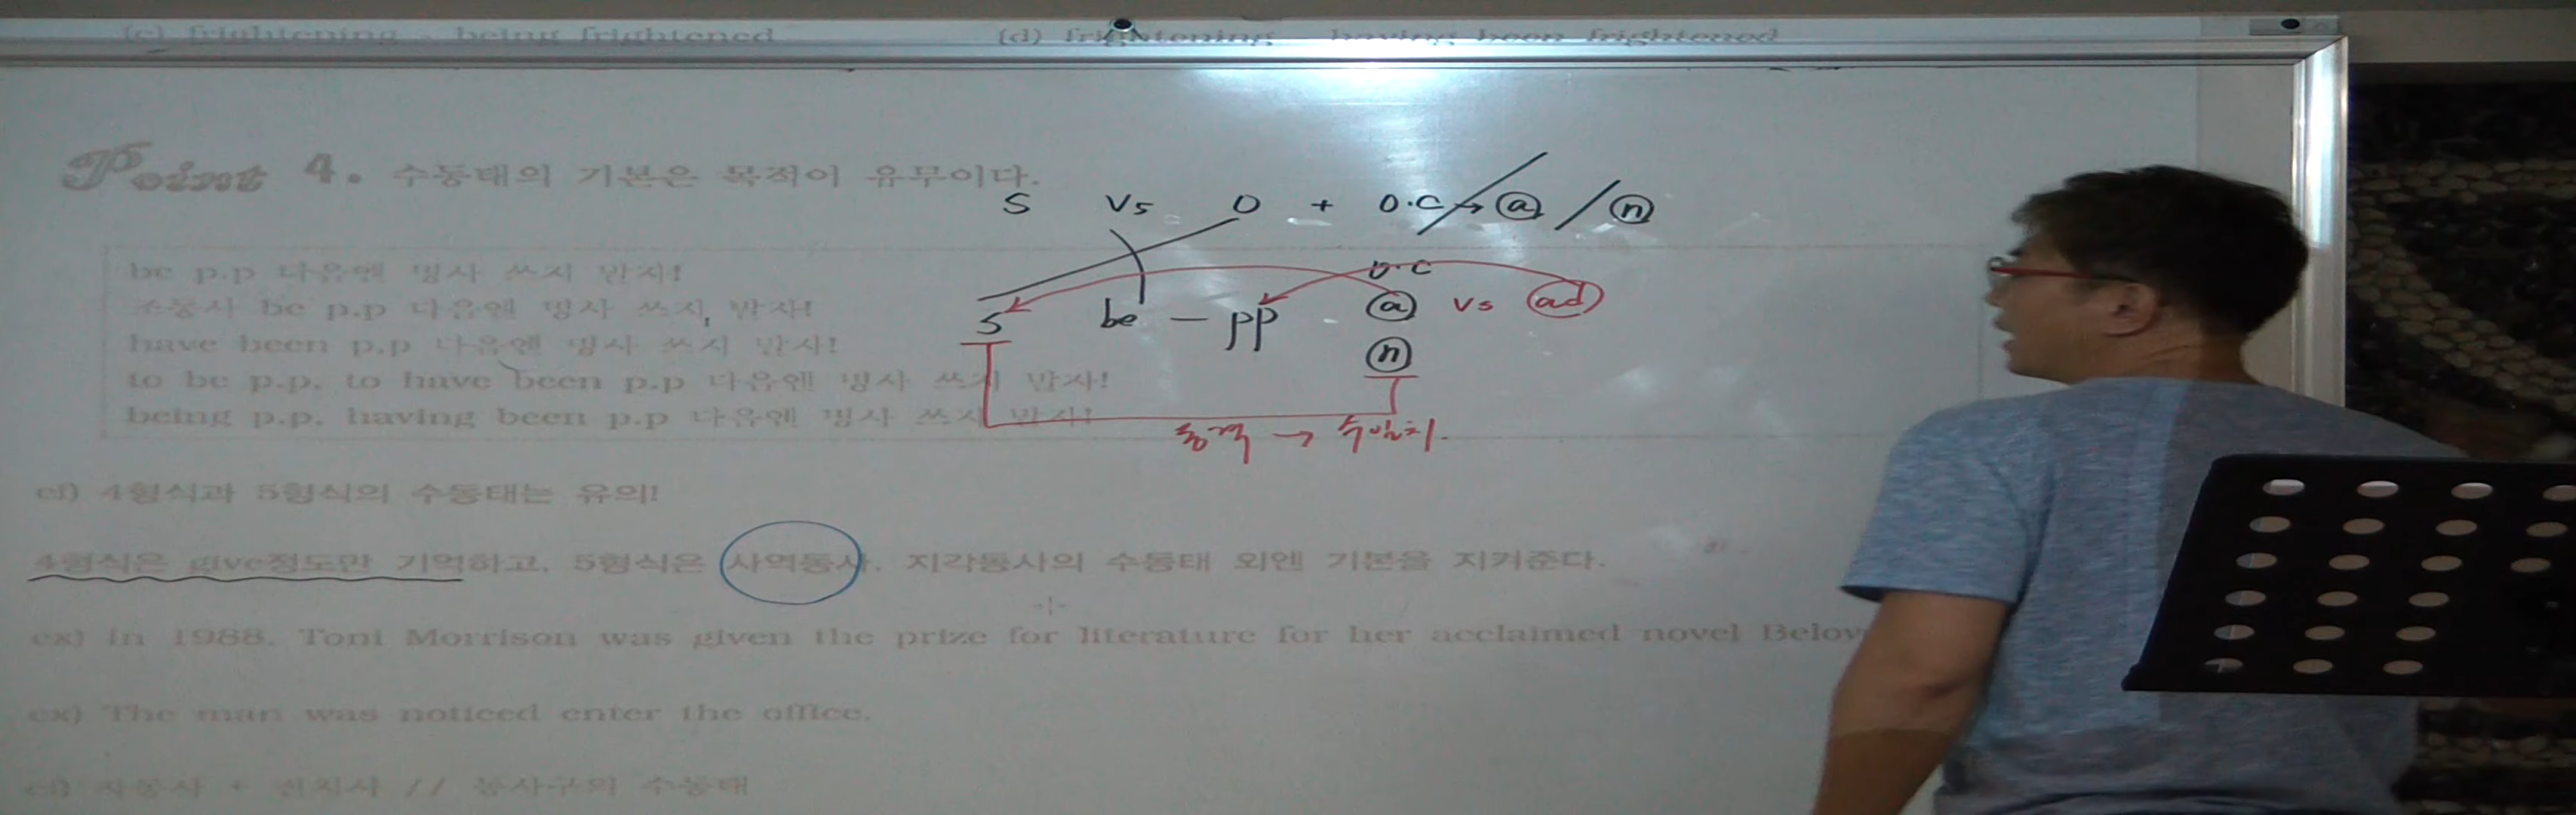 (c) frightening - being frightened (d) frightening - having been frightened
Point 4. 수동태의 기본은 목적어 유무이다.
S V5 O + O.C → ⓐ / ⓝ
be p.p 다음엔 명사 쓰지 말자!
조동사 be p.p 다음엔 명사 쓰지 말자!
have been p.p 다음엔 명사 쓰지 말자!
to be p.p, to have been p.p 다음엔 명사 쓰지 말자!
being p.p, having been p.p 다음엔 명사 쓰지 말자!
O.C
S be - pp ⓐ vs ad
ⓝ
동격 → 수일치.
cf) 4형식과 5형식의 수동태는 유의!
4형식은 give정도만 기억하고, 5형식은 사역동사, 지각동사의 수동태 외엔 기본을 지켜준다.
ex) In 1988, Toni Morrison was given the prize for literature for her acclaimed novel Belov
ex) The man was noticed enter the office.
cf) 자동사 + 전치사 // 동사구의 수동태